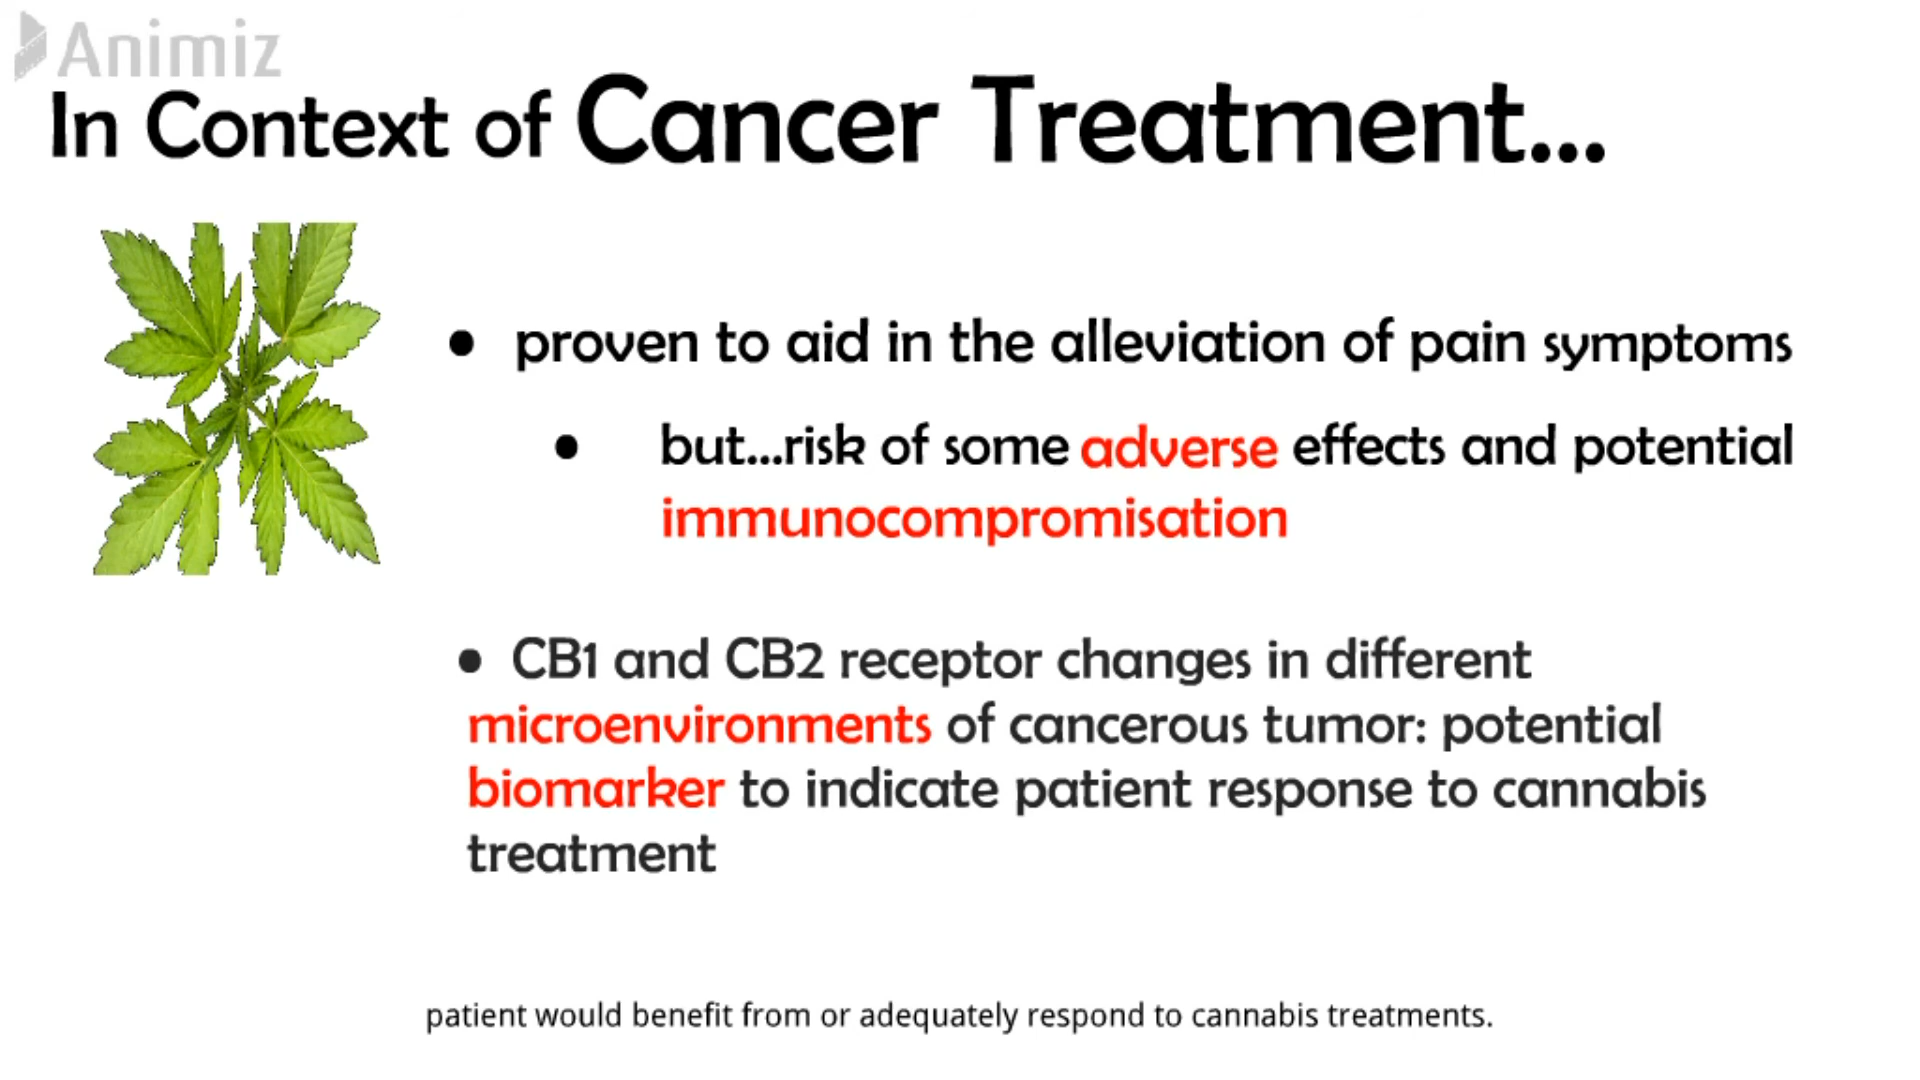 Animiz
In Context of Cancer Treatment...
• proven to aid in the alleviation of pain symptoms
• but...risk of some adverse effects and potential
immunocompromisation
• CB1 and CB2 receptor changes in different
microenvironments of cancerous tumor: potential
biomarker to indicate patient response to cannabis
treatment
patient would benefit from or adequately respond to cannabis treatments.